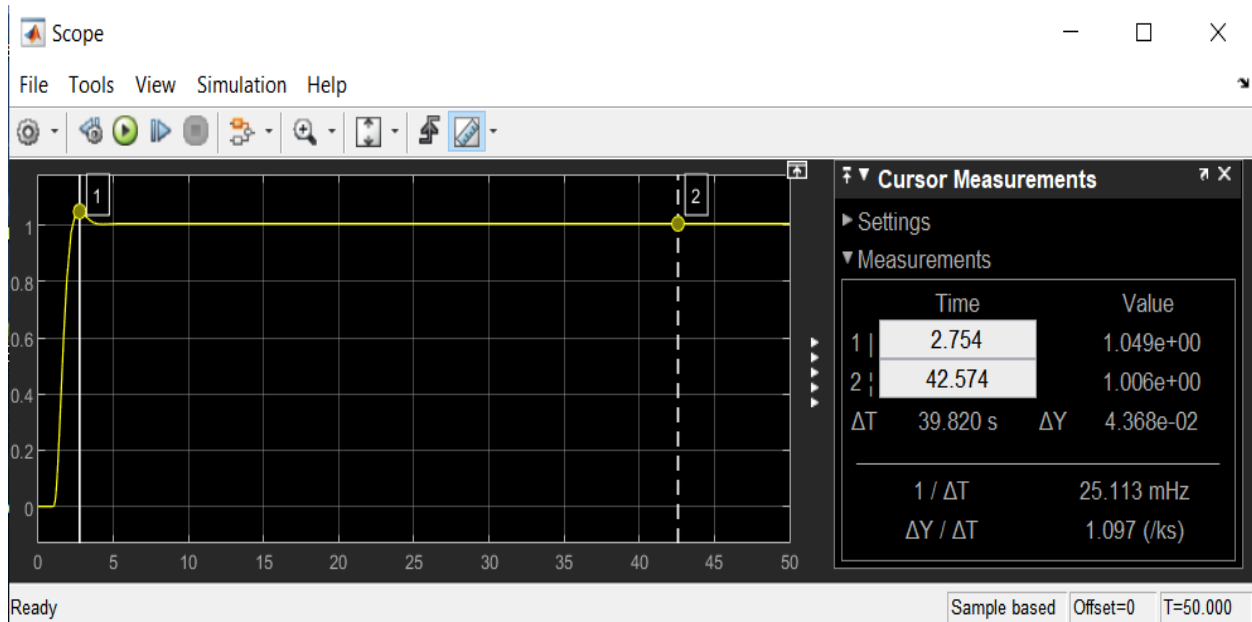 Scope
File Tools View Simulation Help
1
2
1
0.8
0.6
0.4
0.2
0
0 5 10 15 20 25 30 35 40 45 50
Cursor Measurements
Settings
Measurements
Time Value
1 | 2.754 1.049e+00
2 ¦ 42.574 1.006e+00
ΔT 39.820 s ΔY 4.368e-02
1 / ΔT 25.113 mHz
ΔY / ΔT 1.097 (/ks)
Ready Sample based Offset=0 T=50.000